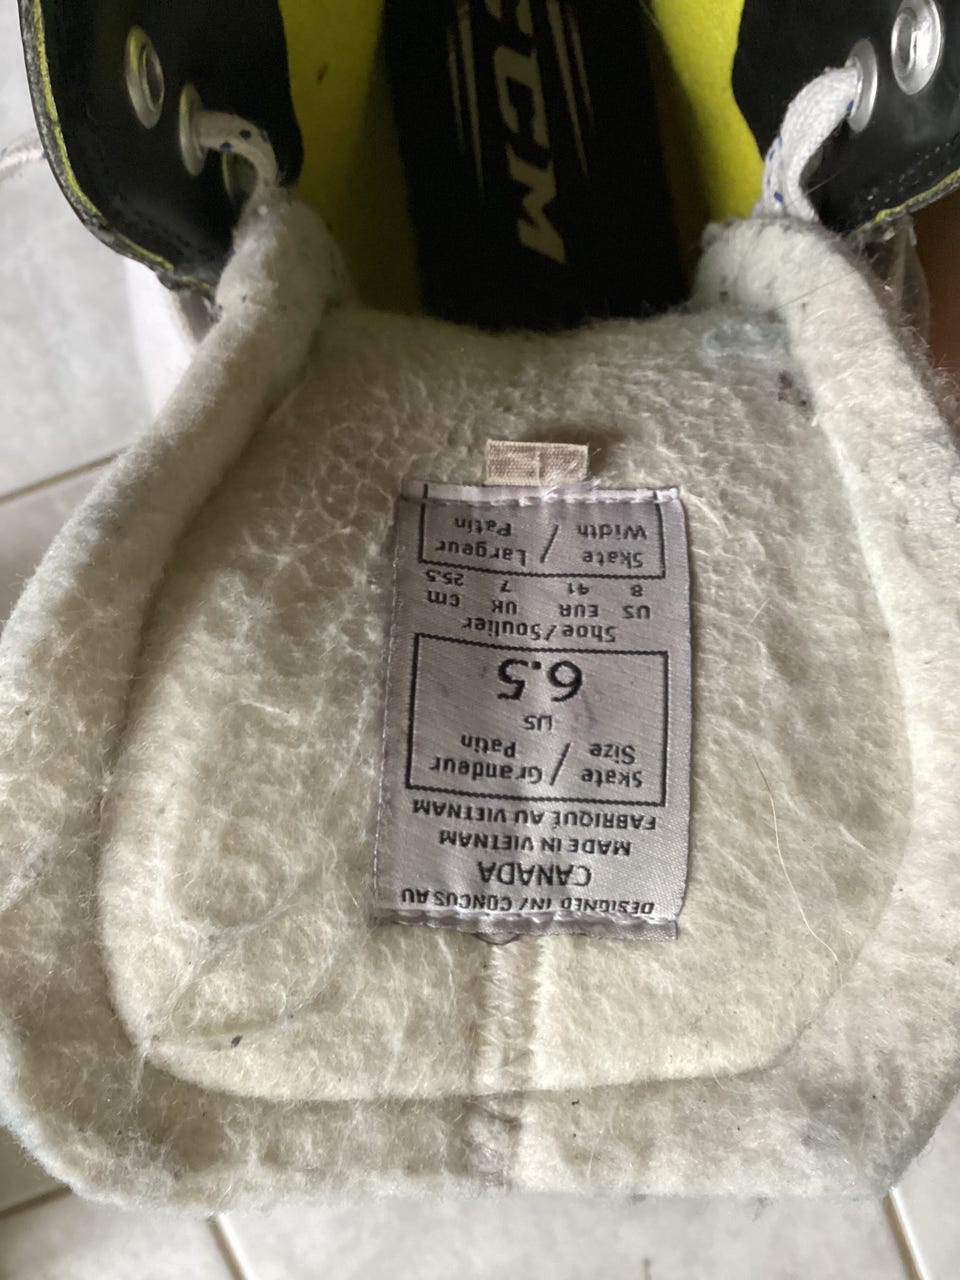 CCM
DESIGNED IN/ CONCUS AU
CANADA
MADE IN VIETNAM
FABRIQUÉ AU VIETNAM
Skate / Grandeur
Size / Patin
US
6.5
Shoe/Soulier
US EUR UK cm
8 41 7 25.5
Skate / Largeur
Width / Patin